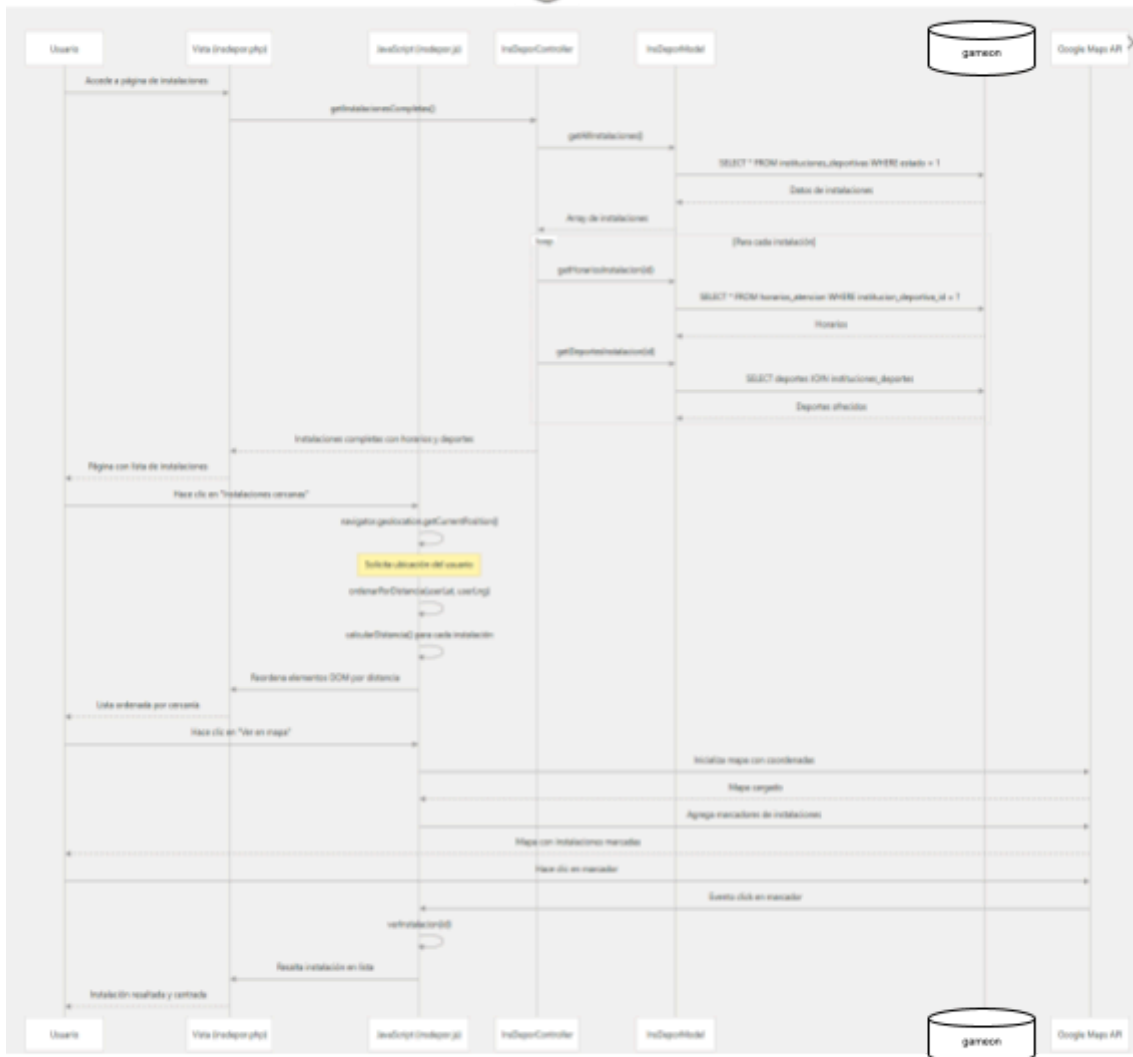 Usuario
Vista (insdepor.php)
JavaScript (insdepor.js)
InsDeporController
InsDeporModel
gameon
Google Maps API
Accede a página de instalaciones
getInstalacionesCompletas()
getAllInstalaciones()
SELECT * FROM instituciones_deportivas WHERE estado = 1
Datos de instalaciones
Array de instalaciones
loop
[Para cada instalación]
getHorariosInstalacion(id)
SELECT * FROM horarios_atencion WHERE institucion_deportiva_id = ?
Horarios
getDeportesInstalacion(id)
SELECT deportes JOIN instituciones_deportes
Deportes ofrecidos
Instalaciones completas con horarios y deportes
Página con lista de instalaciones
Hace clic en "Instalaciones cercanas"
navigator.geolocation.getCurrentPosition()
Solicita ubicación del usuario
ordenarPorDistancia(userLat, userLng)
calcularDistancia() para cada instalación
Reordena elementos DOM por distancia
Lista ordenada por cercanía
Hace clic en "Ver en mapa"
Inicializa mapa con coordenadas
Mapa cargado
Agrega marcadores de instalaciones
Mapa con instalaciones marcadas
Hace clic en marcador
Evento click en marcador
verInstalacion(id)
Resalta instalación en lista
Instalación resaltada y centrada
Usuario
Vista (insdepor.php)
JavaScript (insdepor.js)
InsDeporController
InsDeporModel
gameon
Google Maps API